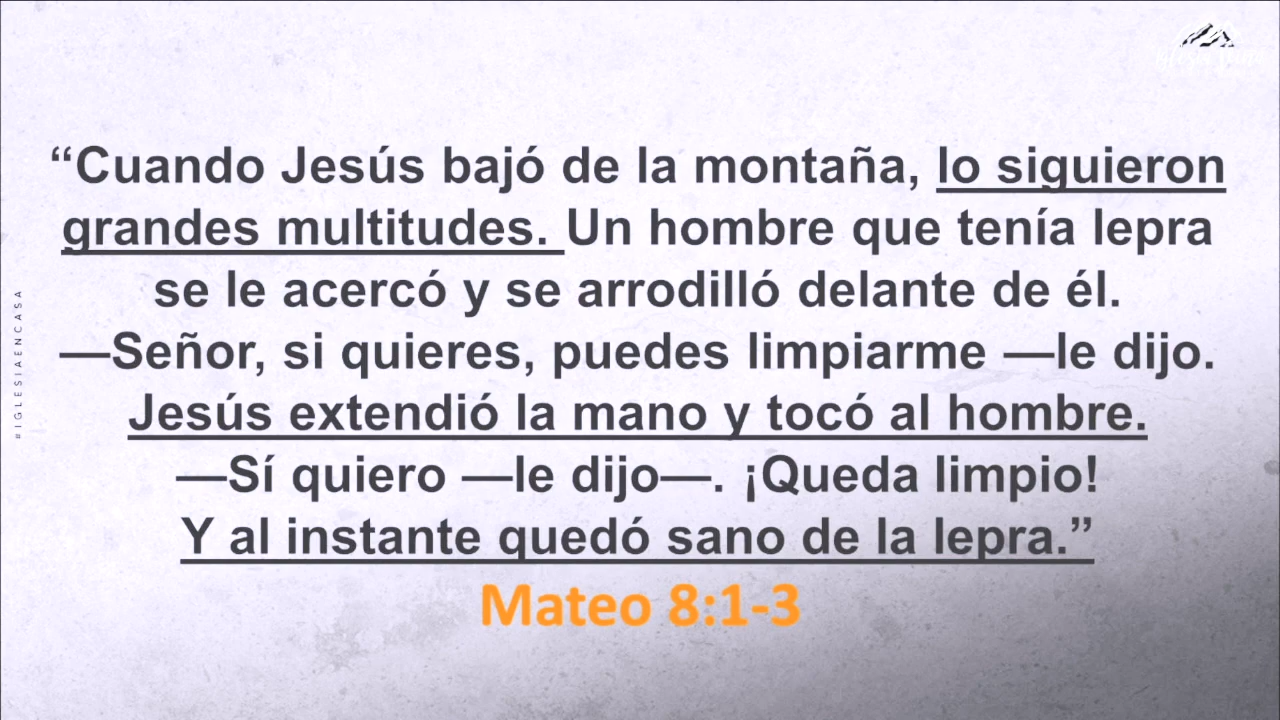 “Cuando Jesús bajó de la montaña, lo siguieron
grandes multitudes. Un hombre que tenía lepra
se le acercó y se arrodilló delante de él.
—Señor, si quieres, puedes limpiarme —le dijo.
Jesús extendió la mano y tocó al hombre.
—Sí quiero —le dijo—. ¡Queda limpio!
Y al instante quedó sano de la lepra.”
Mateo 8:1-3
#IGLESIAENCASA